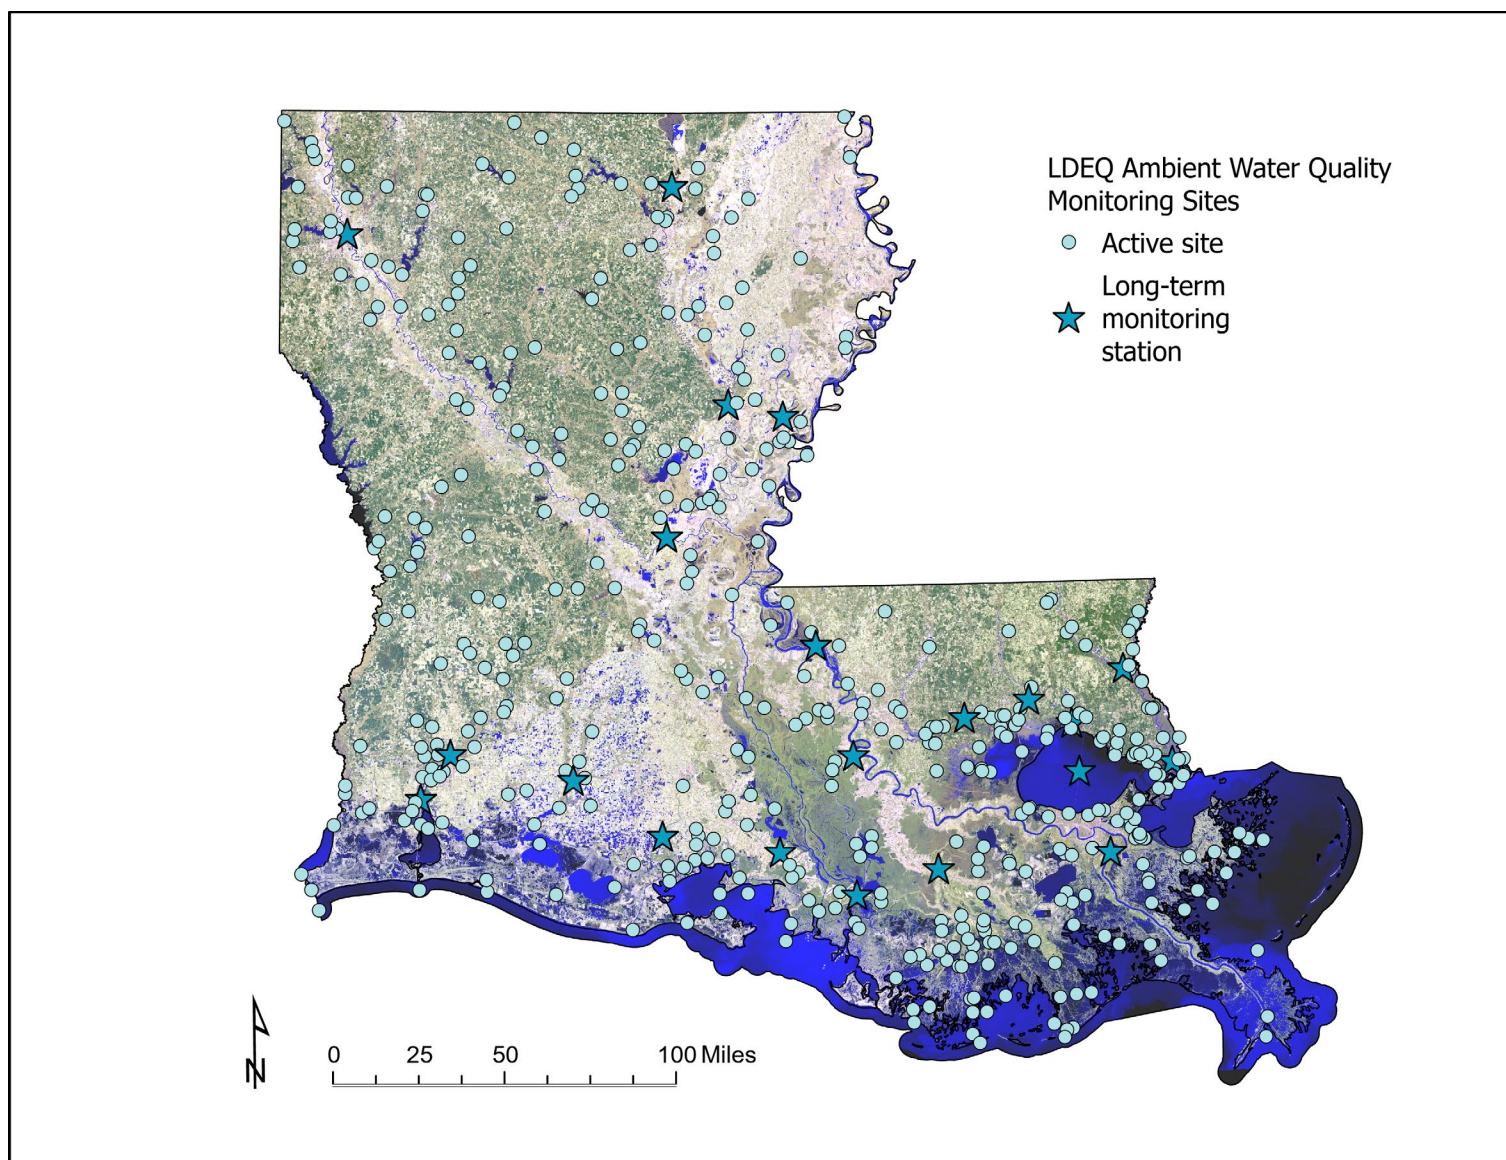 LDEQ Ambient Water Quality
Monitoring Sites
Active site
Long-term
monitoring
station
N
0 25 50 100 Miles